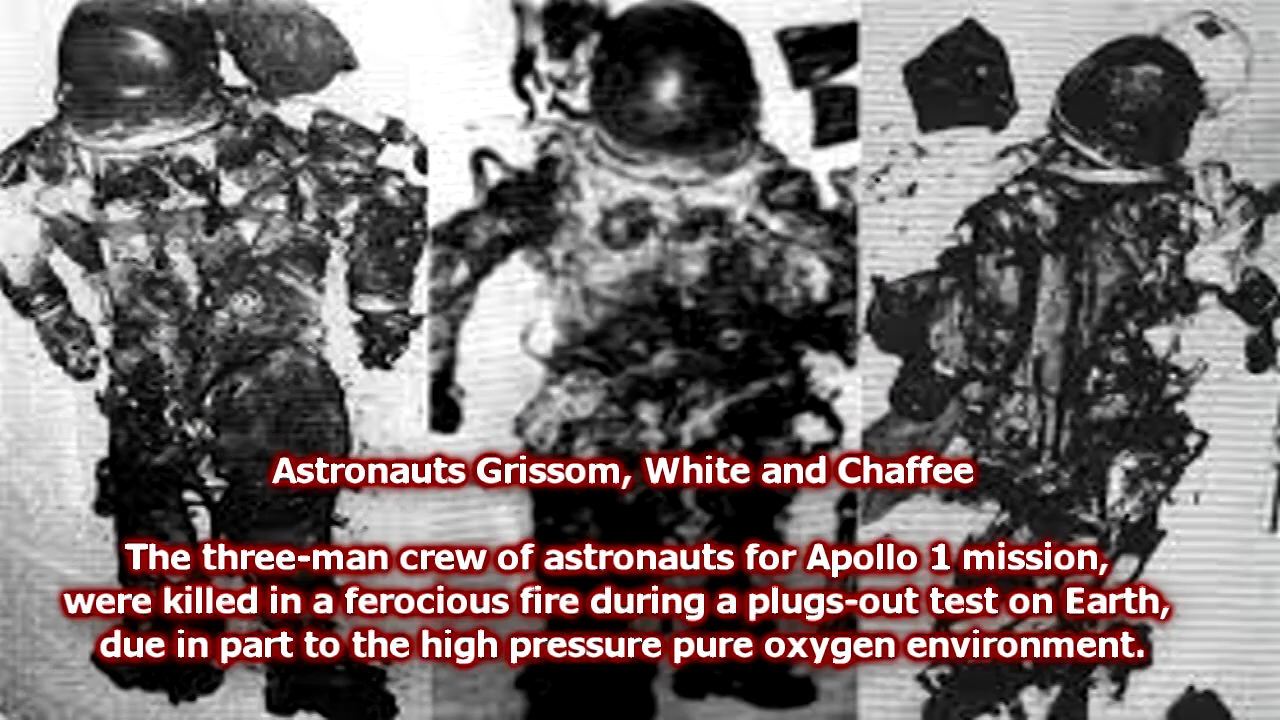 Astronauts Grissom, White and Chaffee
The three-man crew of astronauts for Apollo 1 mission,
were killed in a ferocious fire during a plugs-out test on Earth,
due in part to the high pressure pure oxygen environment.